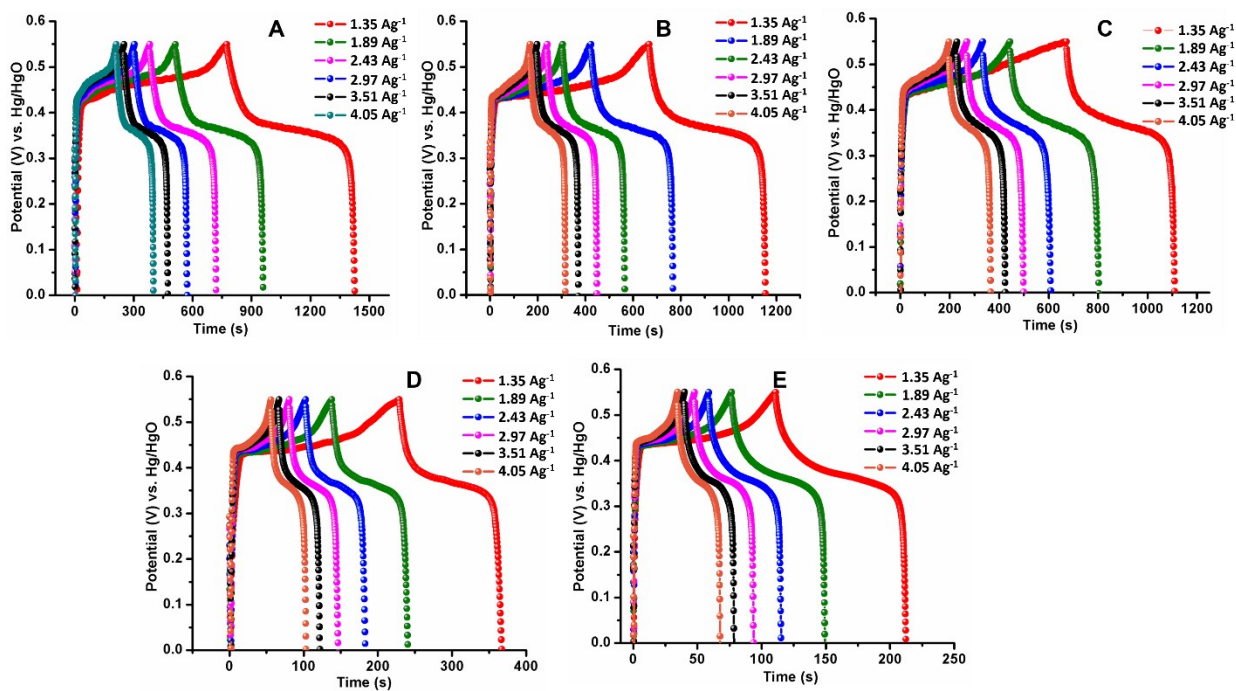 A
1.35 Ag⁻¹
1.89 Ag⁻¹
2.43 Ag⁻¹
2.97 Ag⁻¹
3.51 Ag⁻¹
4.05 Ag⁻¹
Potential (V) vs. Hg/HgO
0.6
0.5
0.4
0.3
0.2
0.1
0.0
0 300 600 900 1200 1500
Time (s)
B
1.35 Ag⁻¹
1.89 Ag⁻¹
2.43 Ag⁻¹
2.97 Ag⁻¹
3.51 Ag⁻¹
4.05 Ag⁻¹
Potential (V) vs. Hg/HgO
0.6
0.5
0.4
0.3
0.2
0.1
0.0
0 200 400 600 800 1000 1200
Time (s)
C
1.35 Ag⁻¹
1.89 Ag⁻¹
2.43 Ag⁻¹
2.97 Ag⁻¹
3.51 Ag⁻¹
4.05 Ag⁻¹
Potential (V) vs. Hg/HgO
0.6
0.5
0.4
0.3
0.2
0.1
0.0
0 200 400 600 800 1000 1200
Time (s)
D
1.35 Ag⁻¹
1.89 Ag⁻¹
2.43 Ag⁻¹
2.97 Ag⁻¹
3.51 Ag⁻¹
4.05 Ag⁻¹
Potential (V) vs. Hg/HgO
0.6
0.5
0.4
0.3
0.2
0.1
0.0
0 100 200 300 400
Time (s)
E
1.35 Ag⁻¹
1.89 Ag⁻¹
2.43 Ag⁻¹
2.97 Ag⁻¹
3.51 Ag⁻¹
4.05 Ag⁻¹
Potential (V) vs. Hg/HgO
0.6
0.5
0.4
0.3
0.2
0.1
0.0
0 50 100 150 200 250
Time (s)